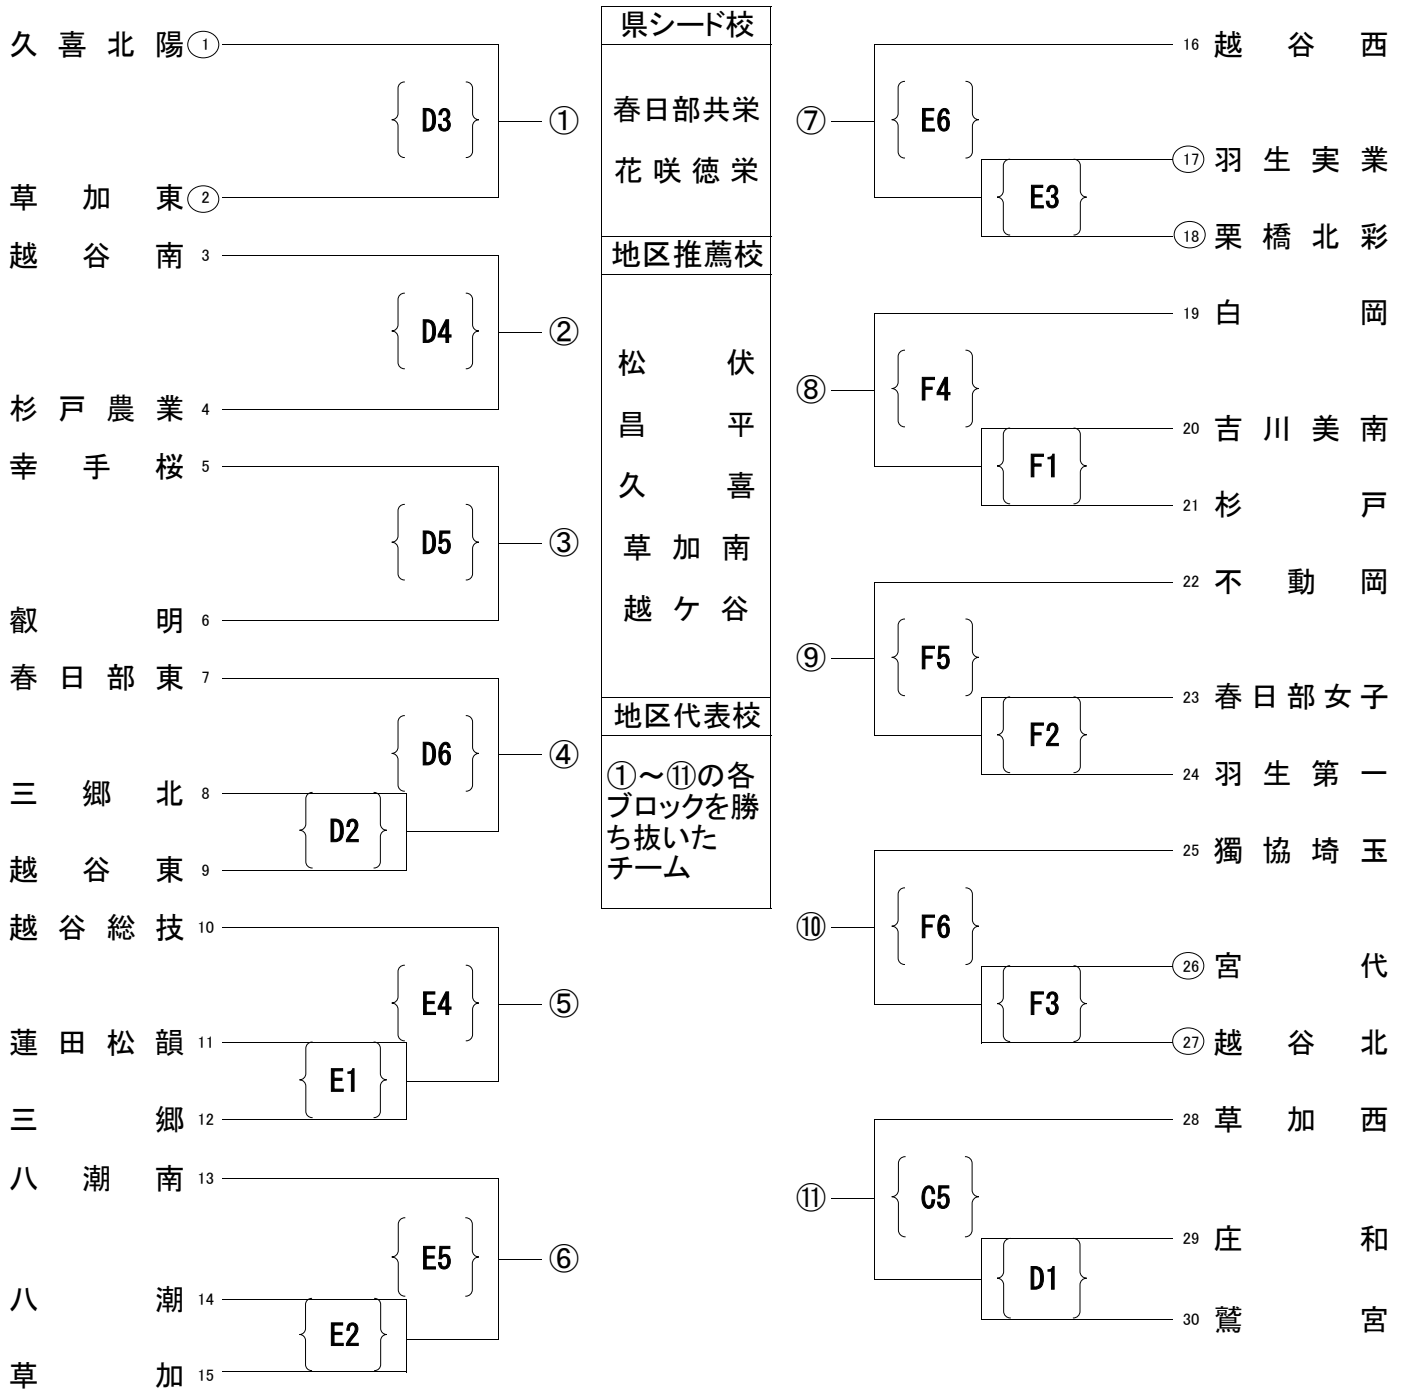 久喜北陽 ①
D3
①
草加東 ②
越谷南 3
D4
②
杉戸農業 4
幸手桜 5
D5
③
叡明 6
春日部東 7
D6
④
三郷北 8
D2
越谷東 9
越谷総技 10
E4
⑤
蓮田松韻 11
E1
三郷 12
八潮南 13
E5
⑥
八潮 14
E2
草加 15
県シード校
春日部共栄
花咲徳栄
地区推薦校
松伏
昌平
久喜
草加南
越ケ谷
地区代表校
①～⑪の各
ブロックを勝
ち抜いた
チーム
16 越谷西
⑦
E6
⑰ 羽生実業
E3
⑱ 栗橋北彩
19 白岡
⑧
F4
20 吉川美南
F1
21 杉戸
22 不動岡
⑨
F5
23 春日部女子
F2
24 羽生第一
25 獨協埼玉
⑩
F6
㉖ 宮代
F3
㉗ 越谷北
28 草加西
⑪
C5
29 庄和
D1
30 鷲宮